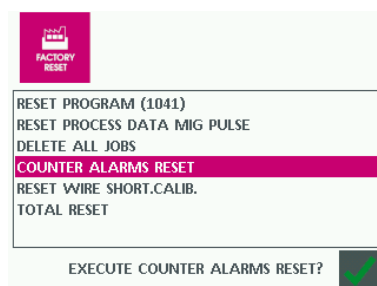 FACTORY
RESET
RESET PROGRAM (1041)
RESET PROCESS DATA MIG PULSE
DELETE ALL JOBS
COUNTER ALARMS RESET
RESET WIRE SHORT.CALIB.
TOTAL RESET
EXECUTE COUNTER ALARMS RESET?